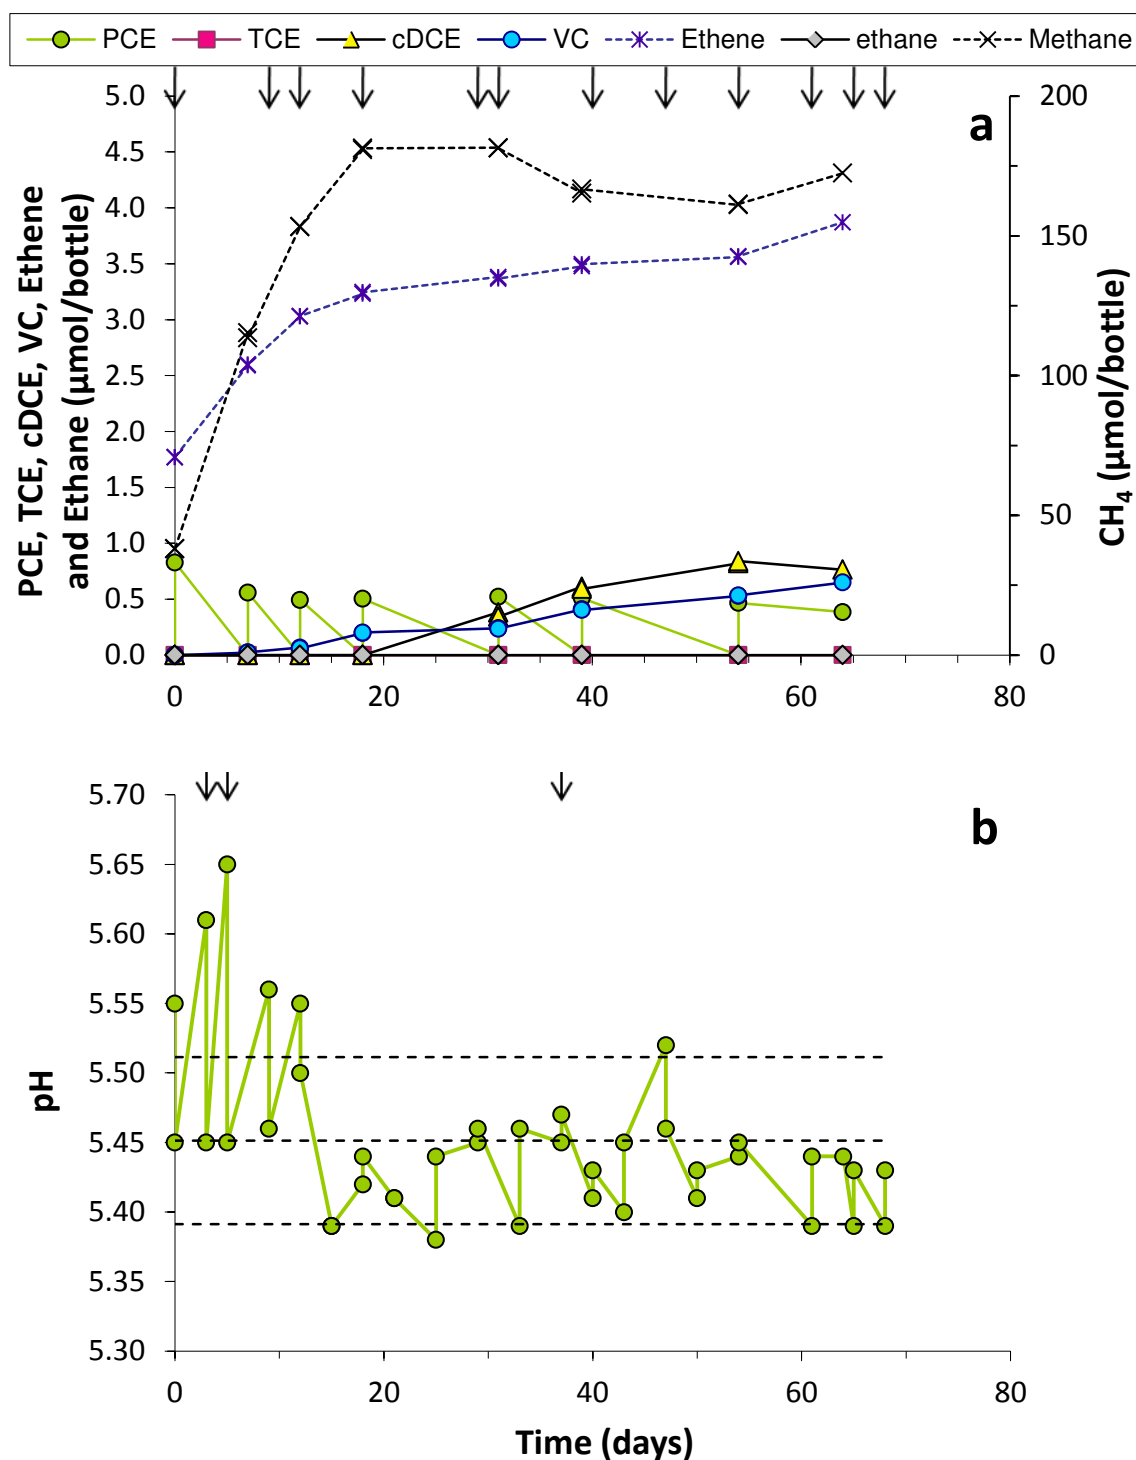 PCE TCE cDCE VC Ethene ethane Methane
a
PCE, TCE, cDCE, VC, Ethene
and Ethane (µmol/bottle)
5.0
4.5
4.0
3.5
3.0
2.5
2.0
1.5
1.0
0.5
0.0
200
150
100
50
0
CH4 (µmol/bottle)
0 20 40 60 80
b
pH
5.70
5.65
5.60
5.55
5.50
5.45
5.40
5.35
5.30
0 20 40 60 80
Time (days)